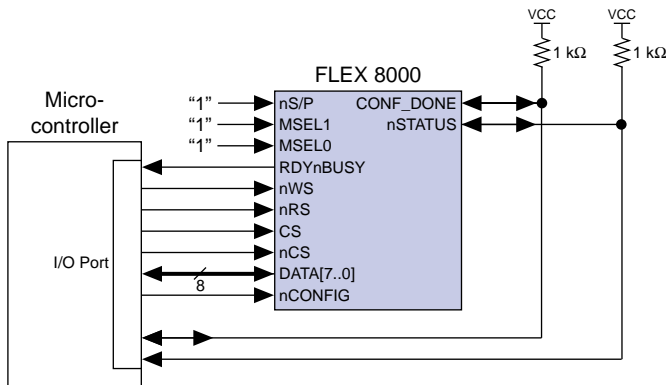 VCC
VCC
1 kΩ
1 kΩ
FLEX 8000
Micro-
controller
“1”
nS/P
CONF_DONE
“1”
MSEL1
nSTATUS
“1”
MSEL0
RDYnBUSY
nWS
nRS
CS
nCS
I/O Port
DATA[7..0]
8
nCONFIG